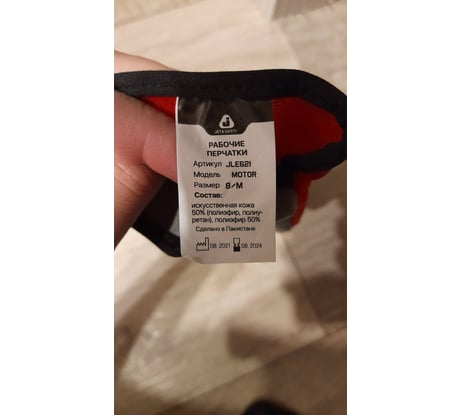 JETA SAFETY
РАБОЧИЕ
ПЕРЧАТКИ
Артикул JLE621
Модель MOTOR
Размер 8/M
Состав:
искусственная кожа
50% (полиэфир, полиу-
ретан), полиэфир 50%
Сделано в Пакистане
08. 2021 08. 2024